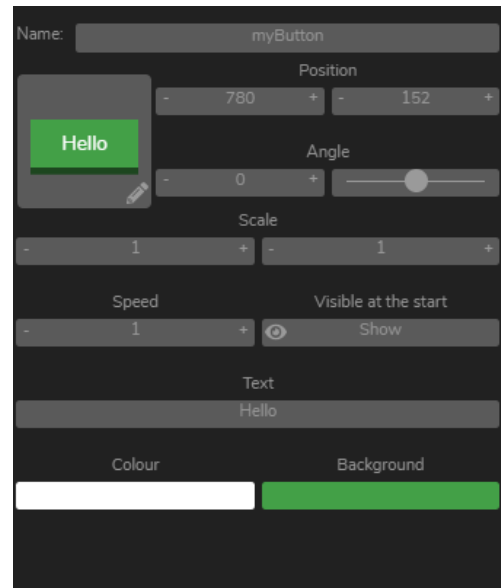 Name: myButton
Position
- 780 + - 152 +
Hello
Angle
- 0 +
Scale
- 1 + - 1 +
Speed Visible at the start
- 1 + Show
Text
Hello
Colour Background